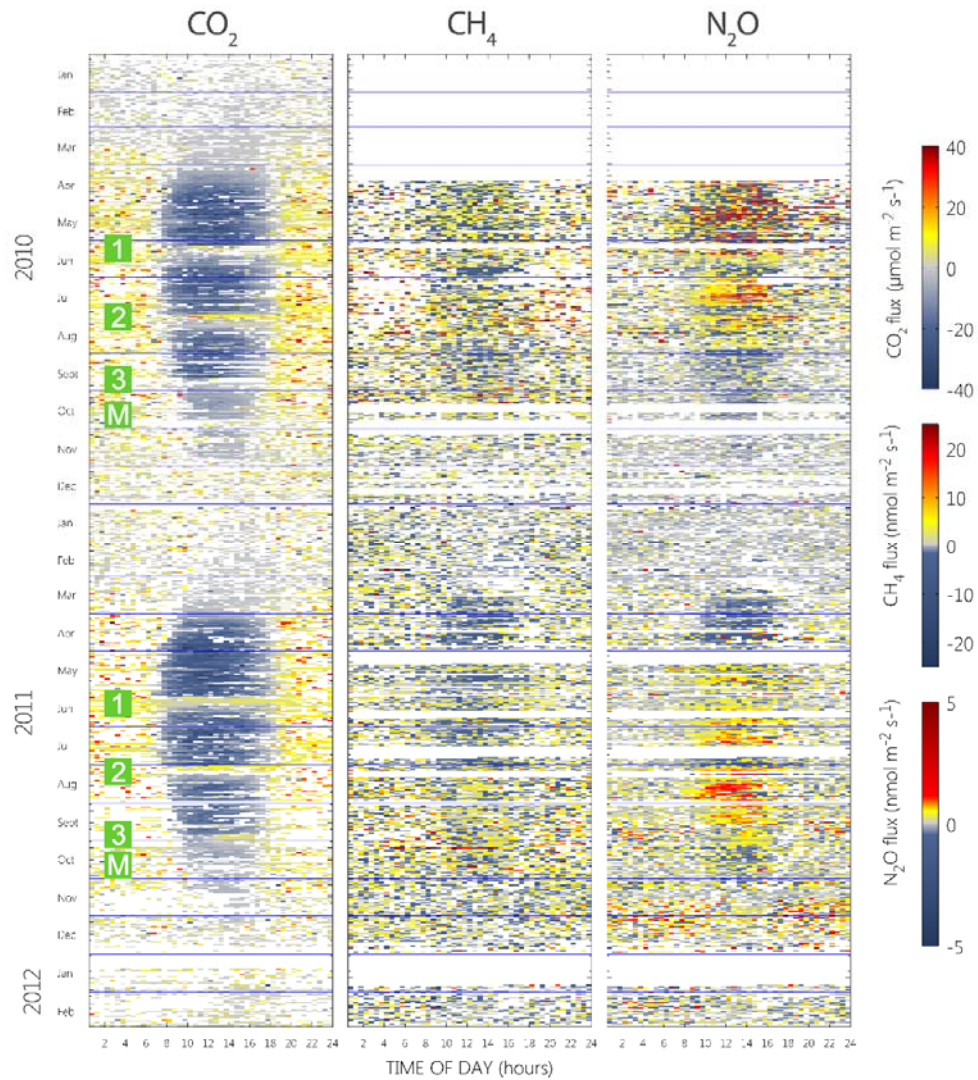 CO2 CH4 N2O
2010
Jan
Feb
Mar
Apr
May
1
Jun
Jul
2
Aug
3
Sept
M
Oct
Nov
Dec
2011
Jan
Feb
Mar
Apr
May
1
Jun
Jul
2
Aug
3
Sept
M
Oct
Nov
Dec
2012
Jan
Feb
2 4 6 8 10 12 14 16 18 20 22 24
2 4 6 8 10 12 14 16 18 20 22 24
2 4 6 8 10 12 14 16 18 20 22 24
TIME OF DAY (hours)
40
20
0
-20
-40
CO2 flux (µmol m−2 s−1)
20
10
0
-10
-20
CH4 flux (nmol m−2 s−1)
5
0
-5
N2O flux (nmol m−2 s−1)